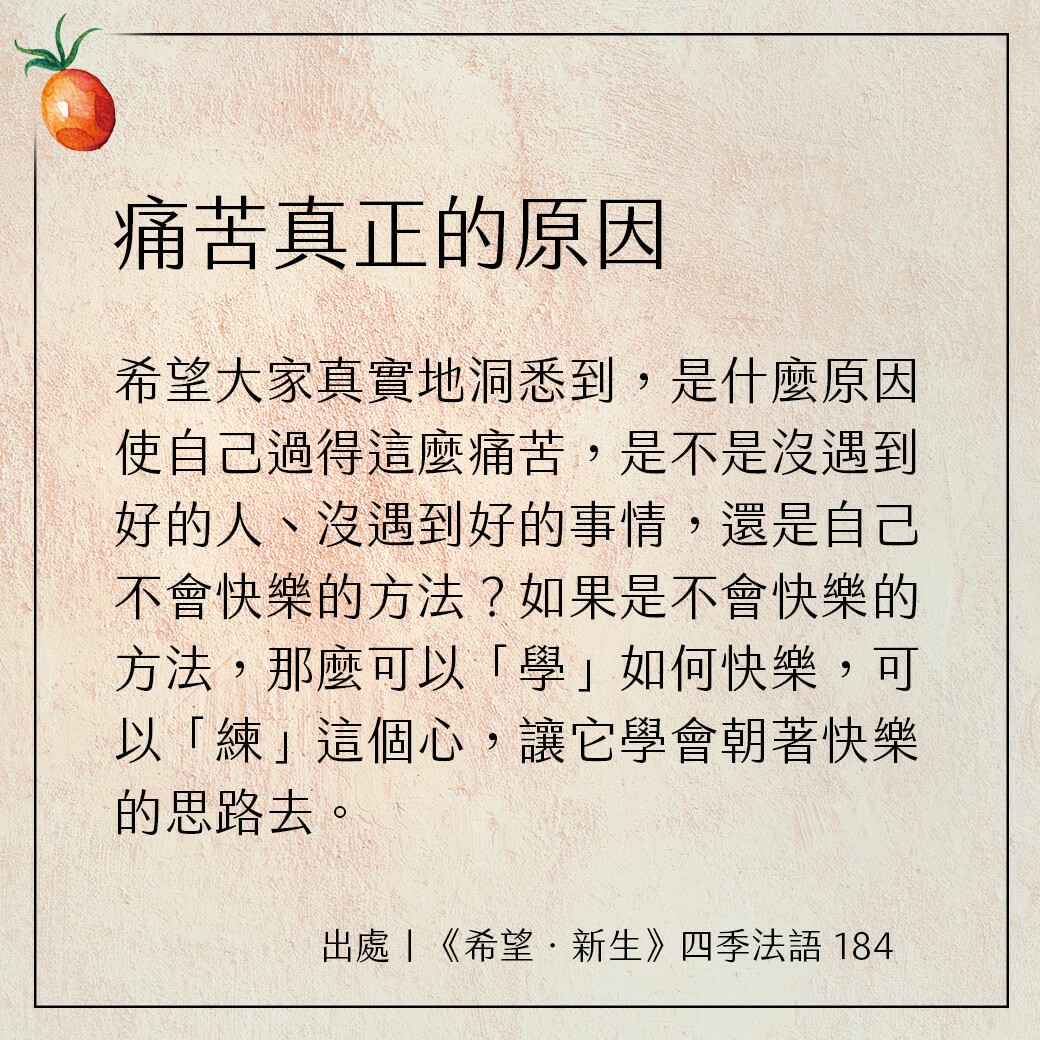 痛苦真正的原因
希望大家真實地洞悉到，是什麼原因
使自己過得這麼痛苦，是不是沒遇到
好的人、沒遇到好的事情，還是自己
不會快樂的方法？如果是不會快樂的
方法，那麼可以「學」如何快樂，可
以「練」這個心，讓它學會朝著快樂
的思路去。
出處｜《希望．新生》四季法語 184